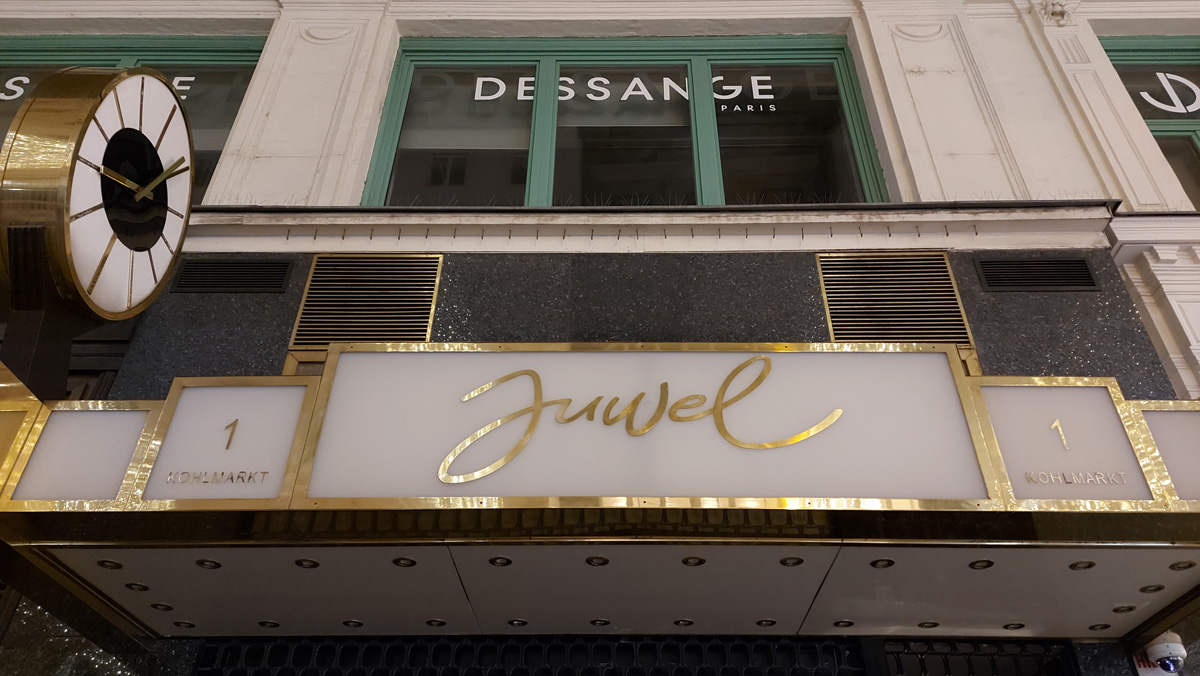 DESSANGE
PARIS
Juwel
1
KOHLMARKT
1
KOHLMARKT